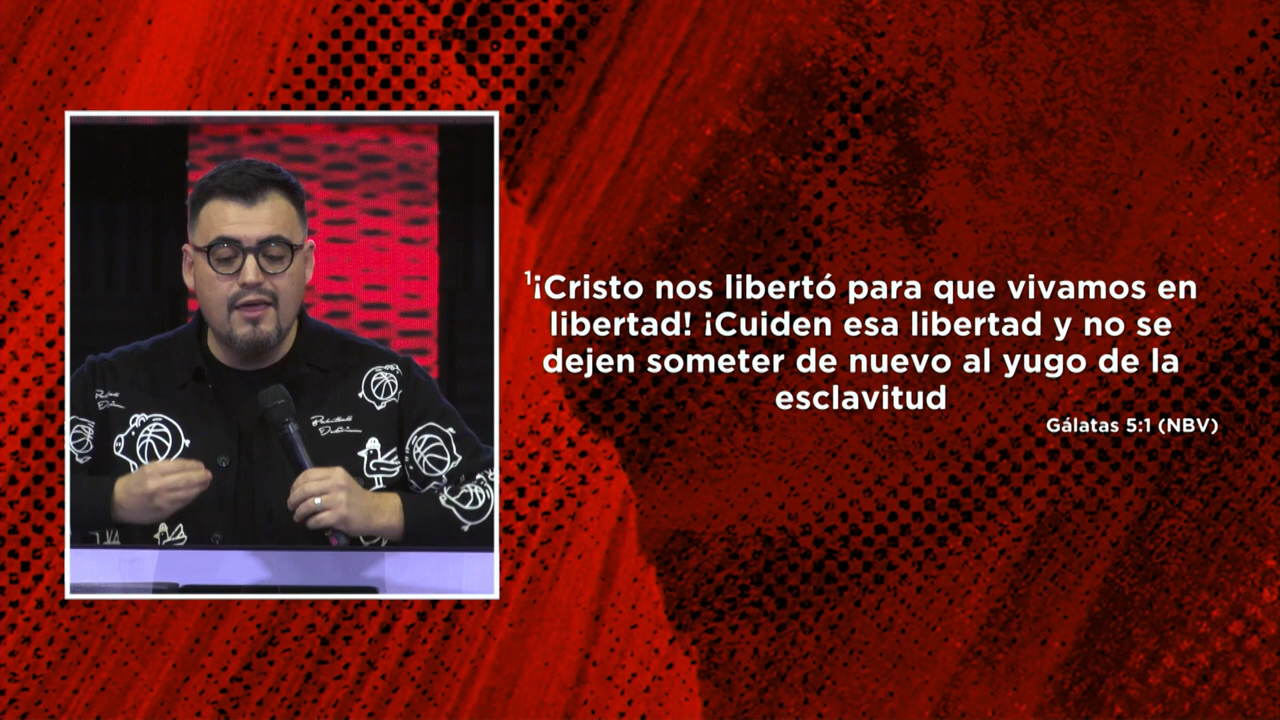 ¹¡Cristo nos libertó para que vivamos en
libertad! ¡Cuiden esa libertad y no se
dejen someter de nuevo al yugo de la
esclavitud
Gálatas 5:1 (NBV)